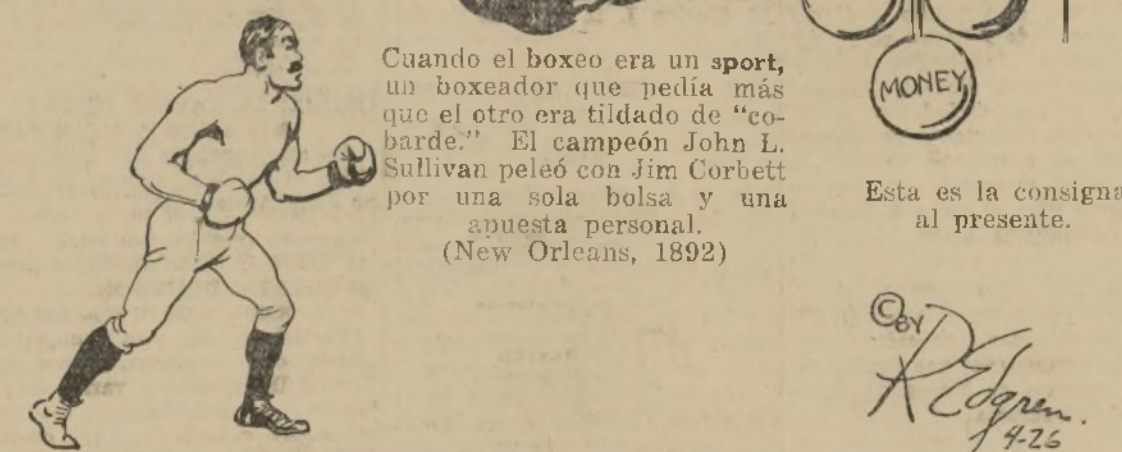 Cuando el boxeo era un sport,
un boxeador que pedía más
que el otro era tildado de “co-
barde.” El campeón John L.
Sullivan peleó con Jim Corbett
por una sola bolsa y una
apuesta personal.
(New Orleans, 1892)
MONEY
Esta es la consigna
al presente.
© BY
R Edgren.
4-26